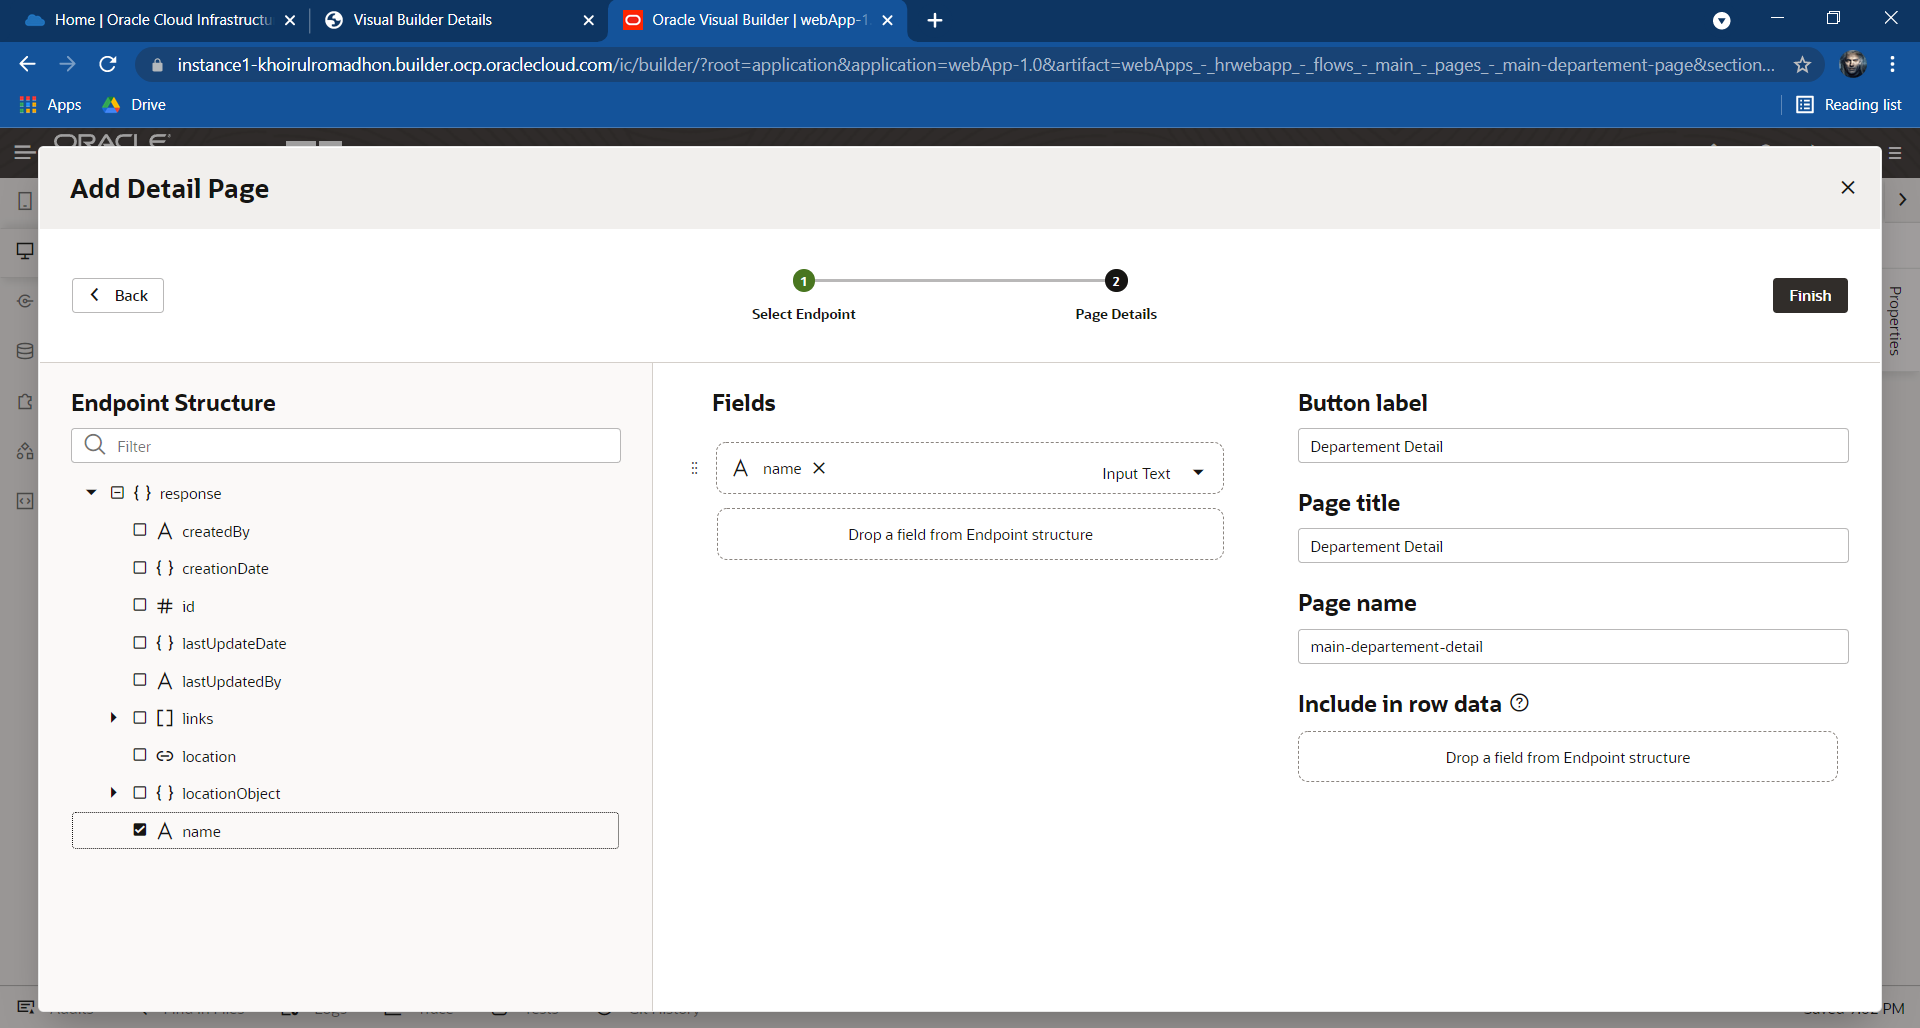 Home | Oracle Cloud Infrastructu
Visual Builder Details
Oracle Visual Builder | webApp-1
instance1-khoirulromadhon.builder.ocp.oraclecloud.com/ic/builder/?root=application&application=webApp-1.0&artifact=webApps_-_hrwebapp_-_flows_-_main_-_pages_-_main-departement-page&section...
Apps
Drive
Reading list
ORACLE
Add Detail Page
Back
1
2
Select Endpoint
Page Details
Finish
Properties
Endpoint Structure
Filter
{ } response
A createdBy
{ } creationDate
# id
{ } lastUpdateDate
A lastUpdatedBy
[ ] links
location
{ } locationObject
A name
Fields
A name
Input Text
Drop a field from Endpoint structure
Button label
Departement Detail
Page title
Departement Detail
Page name
main-departement-detail
Include in row data ?
Drop a field from Endpoint structure
PM